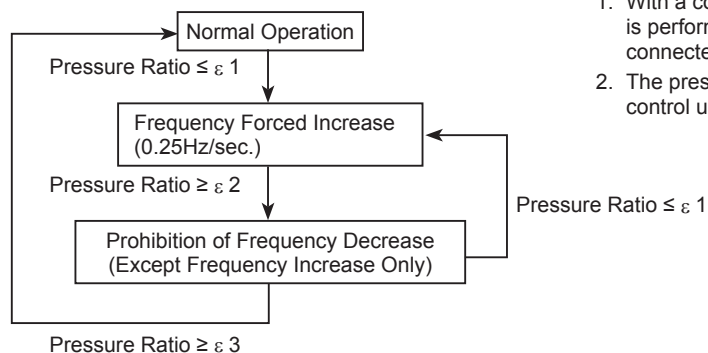 Normal Operation
Pressure Ratio ≤ ε 1
Frequency Forced Increase
(0.25Hz/sec.)
Pressure Ratio ≥ ε 2
Pressure Ratio ≤ ε 1
Prohibition of Frequency Decrease
(Except Frequency Increase Only)
Pressure Ratio ≥ ε 3
1. With a co
is perform
connecte
2. The pres
control u